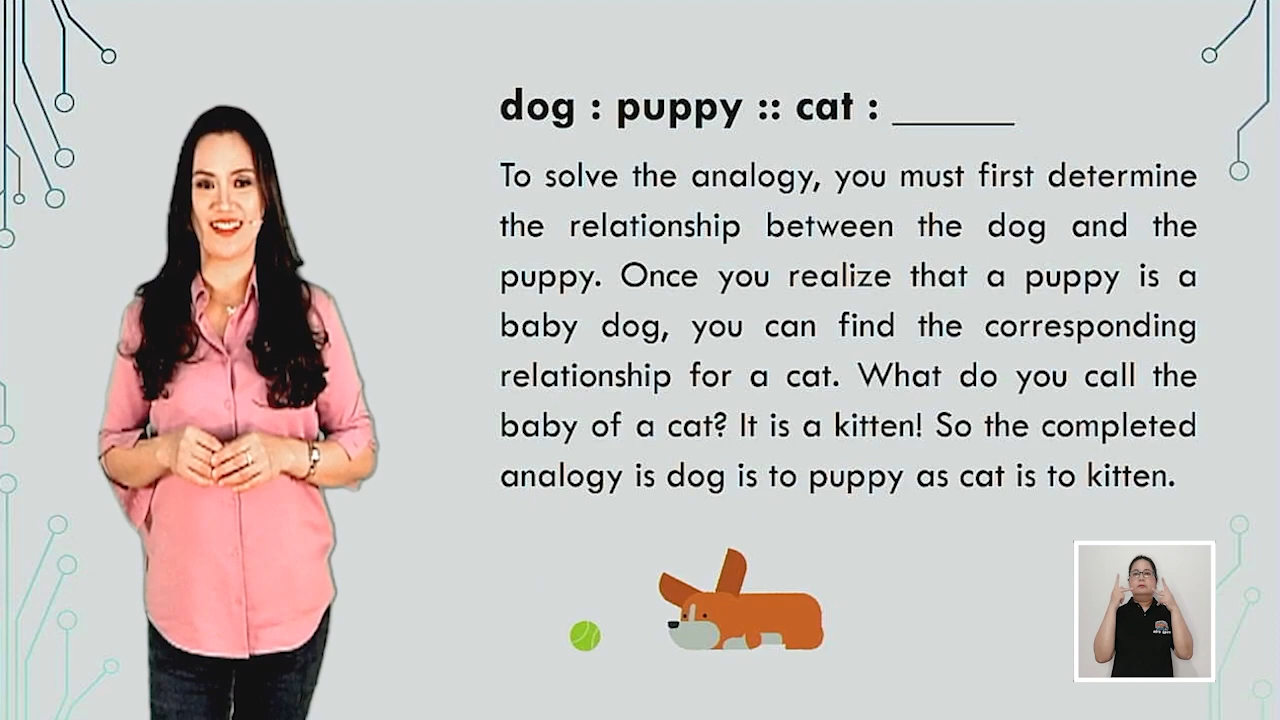 dog : puppy :: cat : ______
To solve the analogy, you must first determine
the relationship between the dog and the
puppy. Once you realize that a puppy is a
baby dog, you can find the corresponding
relationship for a cat. What do you call the
baby of a cat? It is a kitten! So the completed
analogy is dog is to puppy as cat is to kitten.